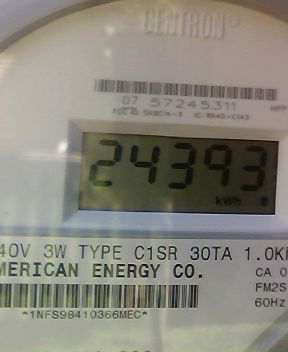 CENTRON
07 57245311
24393
kWh
40V 3W TYPE C1SR 30TA 1.0K
MERICAN ENERGY CO.
CA 0
FM2S
60Hz
*1NFS98410366MEC*